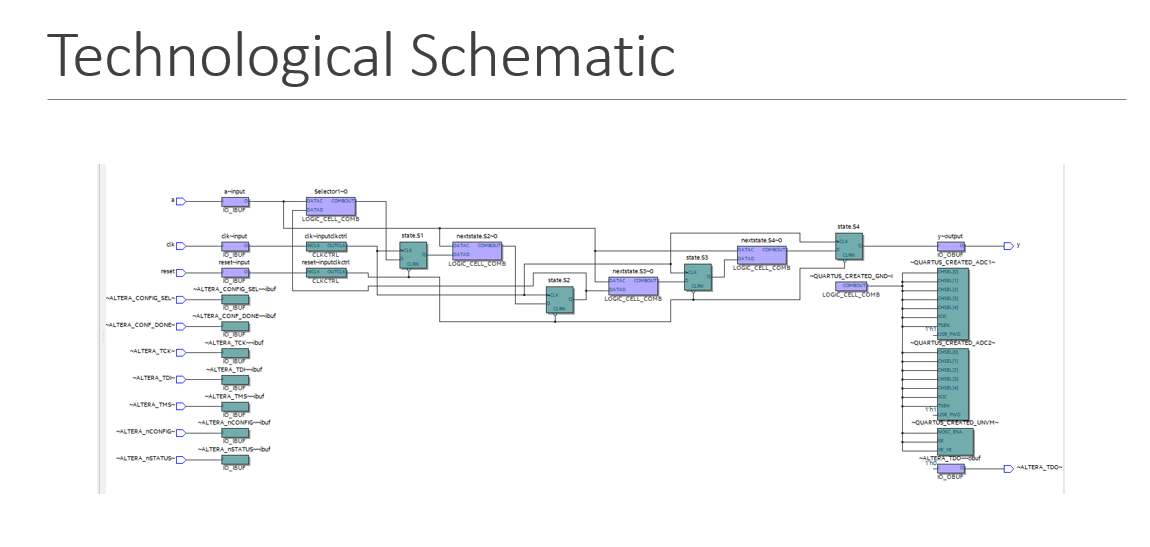 Technological Schematic
a
a~input
O
IO_IBUF
Selector1~0
DATAC COMBOUT
DATAD
LOGIC_CELL_COMB
clk
clk~input
O
IO_IBUF
clk~inputclkctrl
INCLK OUTCLK
CLKCTRL
reset
reset~input
O
IO_IBUF
reset~inputclkctrl
INCLK OUTCLK
CLKCTRL
state.S1
CLK
D
Q
CLRN
nextstate.S2~0
DATAC COMBOUT
DATAD
LOGIC_CELL_COMB
state.S2
CLK
D
Q
CLRN
nextstate.S3~0
DATAC COMBOUT
DATAD
LOGIC_CELL_COMB
state.S3
CLK
D
Q
CLRN
nextstate.S4~0
DATAC COMBOUT
DATAD
LOGIC_CELL_COMB
state.S4
CLK
D
CLRN
y~output
O
IO_OBUF
y
~QUARTUS_CREATED_GND~I
COMBOUT
LOGIC_CELL_COMB
~QUARTUS_CREATED_ADC1~
CHSEL[0]
CHSEL[1]
CHSEL[2]
CHSEL[3]
CHSEL[4]
SOC
TSEN
1'h1
USR_PWD
~QUARTUS_CREATED_ADC2~
CHSEL[0]
CHSEL[1]
CHSEL[2]
CHSEL[3]
CHSEL[4]
SOC
TSEN
1'h1
USR_PWD
~QUARTUS_CREATED_UNVM~
SE
XE_YE
~ALTERA_TDO~~obuf
1'h0
O
IO_OBUF
~ALTERA_TDO~
~ALTERA_CONFIG_SEL~
~ALTERA_CONFIG_SEL~~ibuf
IO_IBUF
~ALTERA_CONF_DONE~
~ALTERA_CONF_DONE~~ibuf
IO_IBUF
~ALTERA_TCK~
~ALTERA_TCK~~ibuf
IO_IBUF
~ALTERA_TDI~
~ALTERA_TDI~~ibuf
IO_IBUF
~ALTERA_TMS~
~ALTERA_TMS~~ibuf
IO_IBUF
~ALTERA_nCONFIG~
~ALTERA_nCONFIG~~ibuf
IO_IBUF
~ALTERA_nSTATUS~
~ALTERA_nSTATUS~~ibuf
IO_IBUF